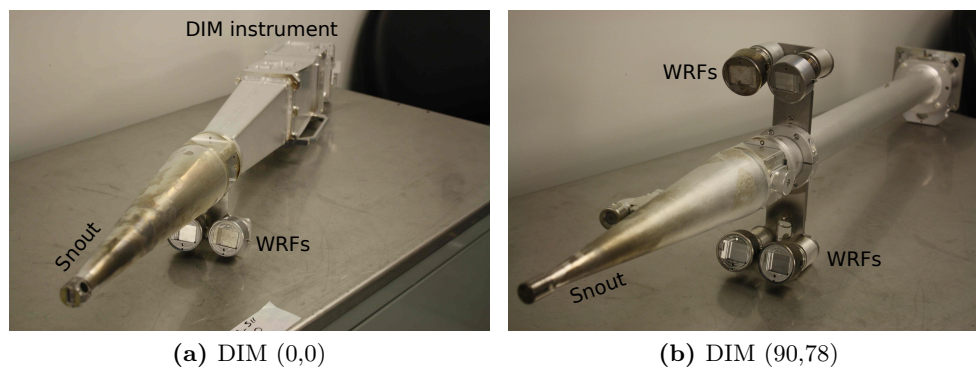 DIM instrument
WRFs
Snout
WRFs
WRFs
Snout
(a) DIM (0,0)
(b) DIM (90,78)